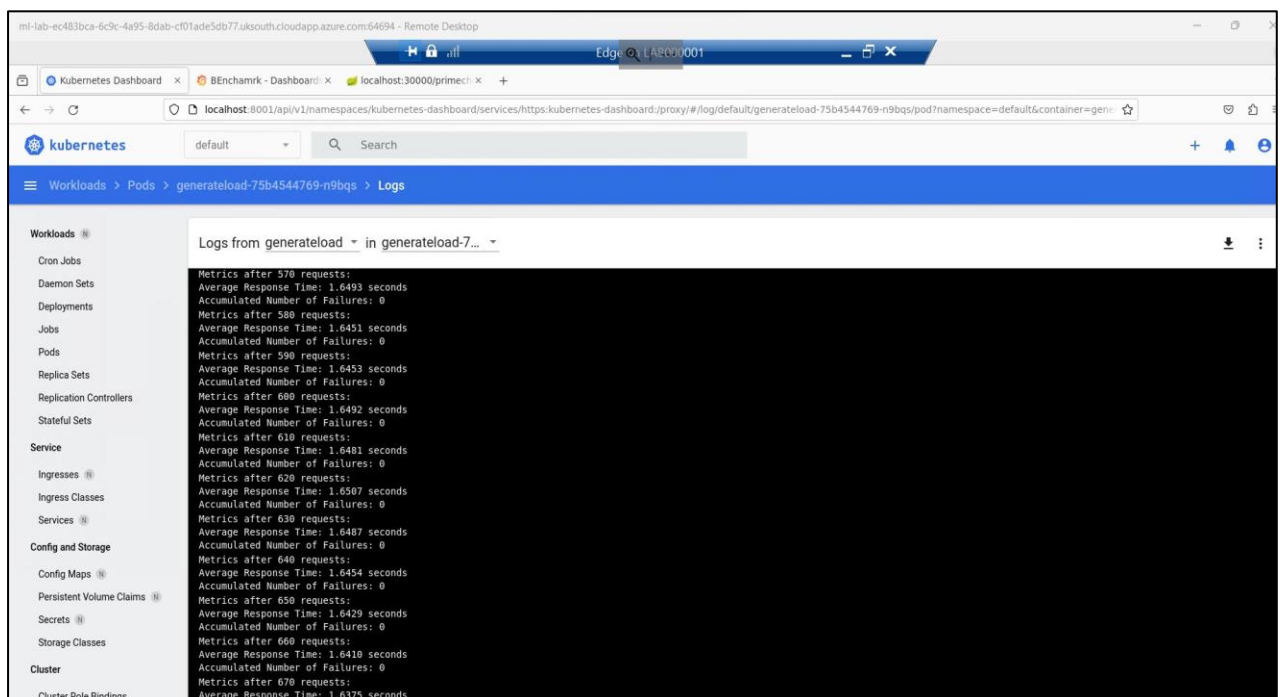 ml-lab-ec483bca-6c9c-4a95-8dab-cf01ade5db77.uksouth.cloudapp.azure.com:64694 - Remote Desktop
Edge LAB000001
Kubernetes Dashboard
BEnchamrk - Dashboards
localhost:30000/primech
localhost:8001/api/v1/namespaces/kubernetes-dashboard/services/https:kubernetes-dashboard:/proxy/#/log/default/generateload-75b4544769-n9bqs/pod?namespace=default&container=gene
kubernetes
default
Search
Workloads > Pods > generateload-75b4544769-n9bqs > Logs
Workloads N
Cron Jobs
Daemon Sets
Deployments
Jobs
Pods
Replica Sets
Replication Controllers
Stateful Sets
Service
Ingresses N
Ingress Classes
Services N
Config and Storage
Config Maps N
Persistent Volume Claims N
Secrets N
Storage Classes
Cluster
Cluster Role Bindings
Logs from generateload in generateload-7...
Metrics after 570 requests:
Average Response Time: 1.6493 seconds
Accumulated Number of Failures: 0
Metrics after 580 requests:
Average Response Time: 1.6451 seconds
Accumulated Number of Failures: 0
Metrics after 590 requests:
Average Response Time: 1.6453 seconds
Accumulated Number of Failures: 0
Metrics after 600 requests:
Average Response Time: 1.6492 seconds
Accumulated Number of Failures: 0
Metrics after 610 requests:
Average Response Time: 1.6481 seconds
Accumulated Number of Failures: 0
Metrics after 620 requests:
Average Response Time: 1.6507 seconds
Accumulated Number of Failures: 0
Metrics after 630 requests:
Average Response Time: 1.6487 seconds
Accumulated Number of Failures: 0
Metrics after 640 requests:
Average Response Time: 1.6454 seconds
Accumulated Number of Failures: 0
Metrics after 650 requests:
Average Response Time: 1.6429 seconds
Accumulated Number of Failures: 0
Metrics after 660 requests:
Average Response Time: 1.6410 seconds
Accumulated Number of Failures: 0
Metrics after 670 requests:
Average Response Time: 1.6375 seconds